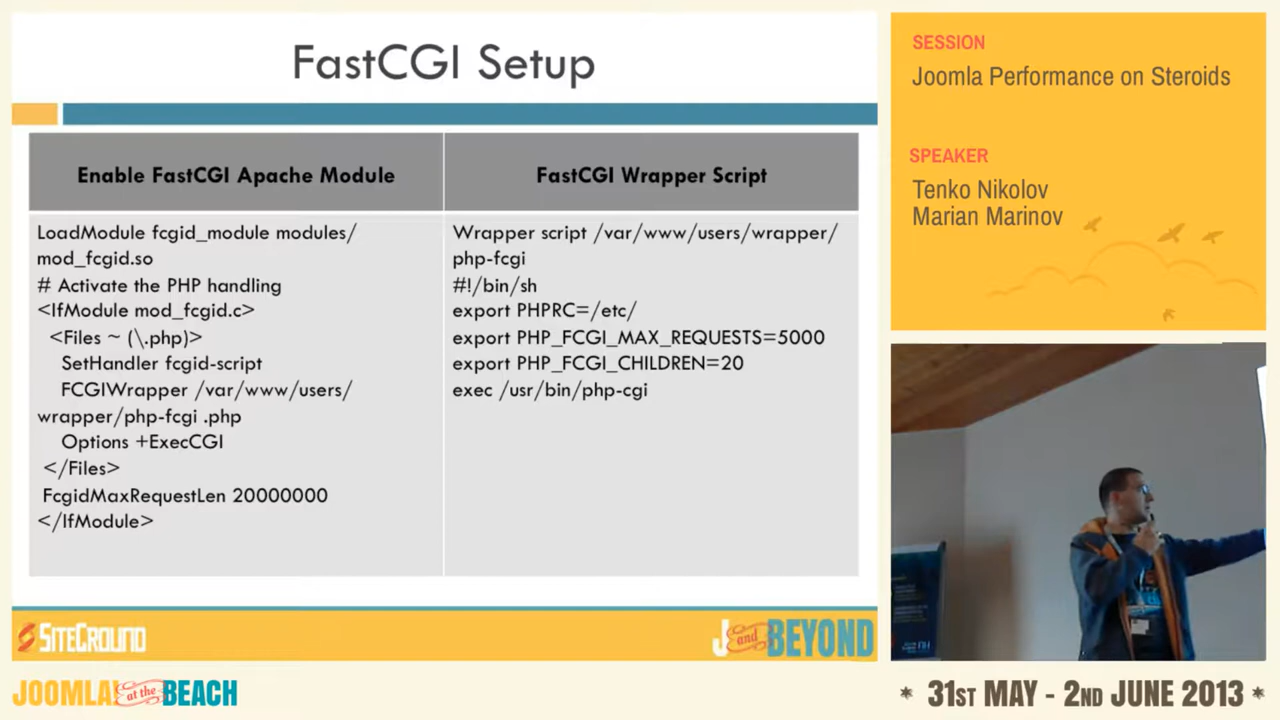 FastCGI Setup
Enable FastCGI Apache Module
LoadModule fcgid_module modules/
mod_fcgid.so
# Activate the PHP handling
<IfModule mod_fcgid.c>
<Files ~ (\.php)>
SetHandler fcgid-script
FCGIWrapper /var/www/users/
wrapper/php-fcgi .php
Options +ExecCGI
</Files>
FcgidMaxRequestLen 20000000
</IfModule>
FastCGI Wrapper Script
Wrapper script /var/www/users/wrapper/
php-fcgi
#!/bin/sh
export PHPRC=/etc/
export PHP_FCGI_MAX_REQUESTS=5000
export PHP_FCGI_CHILDREN=20
exec /usr/bin/php-cgi
SITEGROUND
J and BEYOND
SESSION
Joomla Performance on Steroids
SPEAKER
Tenko Nikolov
Marian Marinov
JOOMLA! at the BEACH
* 31ST MAY - 2ND JUNE 2013 *